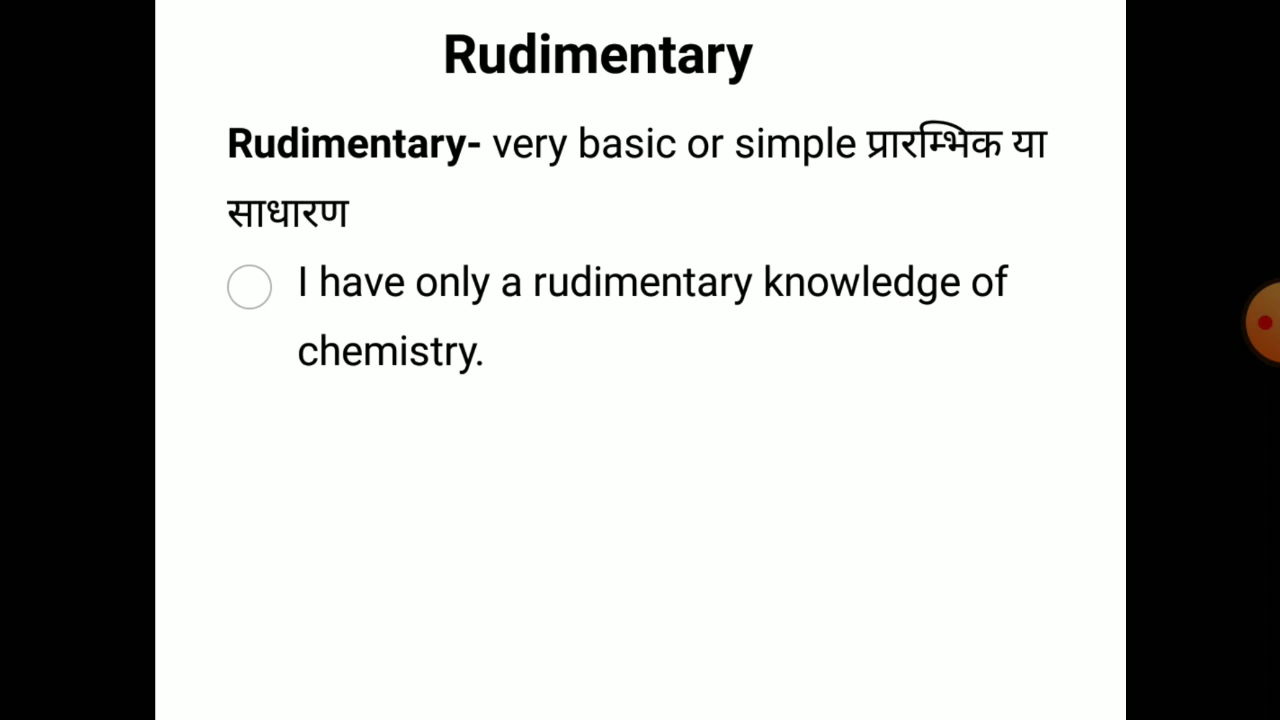 Rudimentary
Rudimentary- very basic or simple प्रारम्भिक या
साधारण
I have only a rudimentary knowledge of
chemistry.